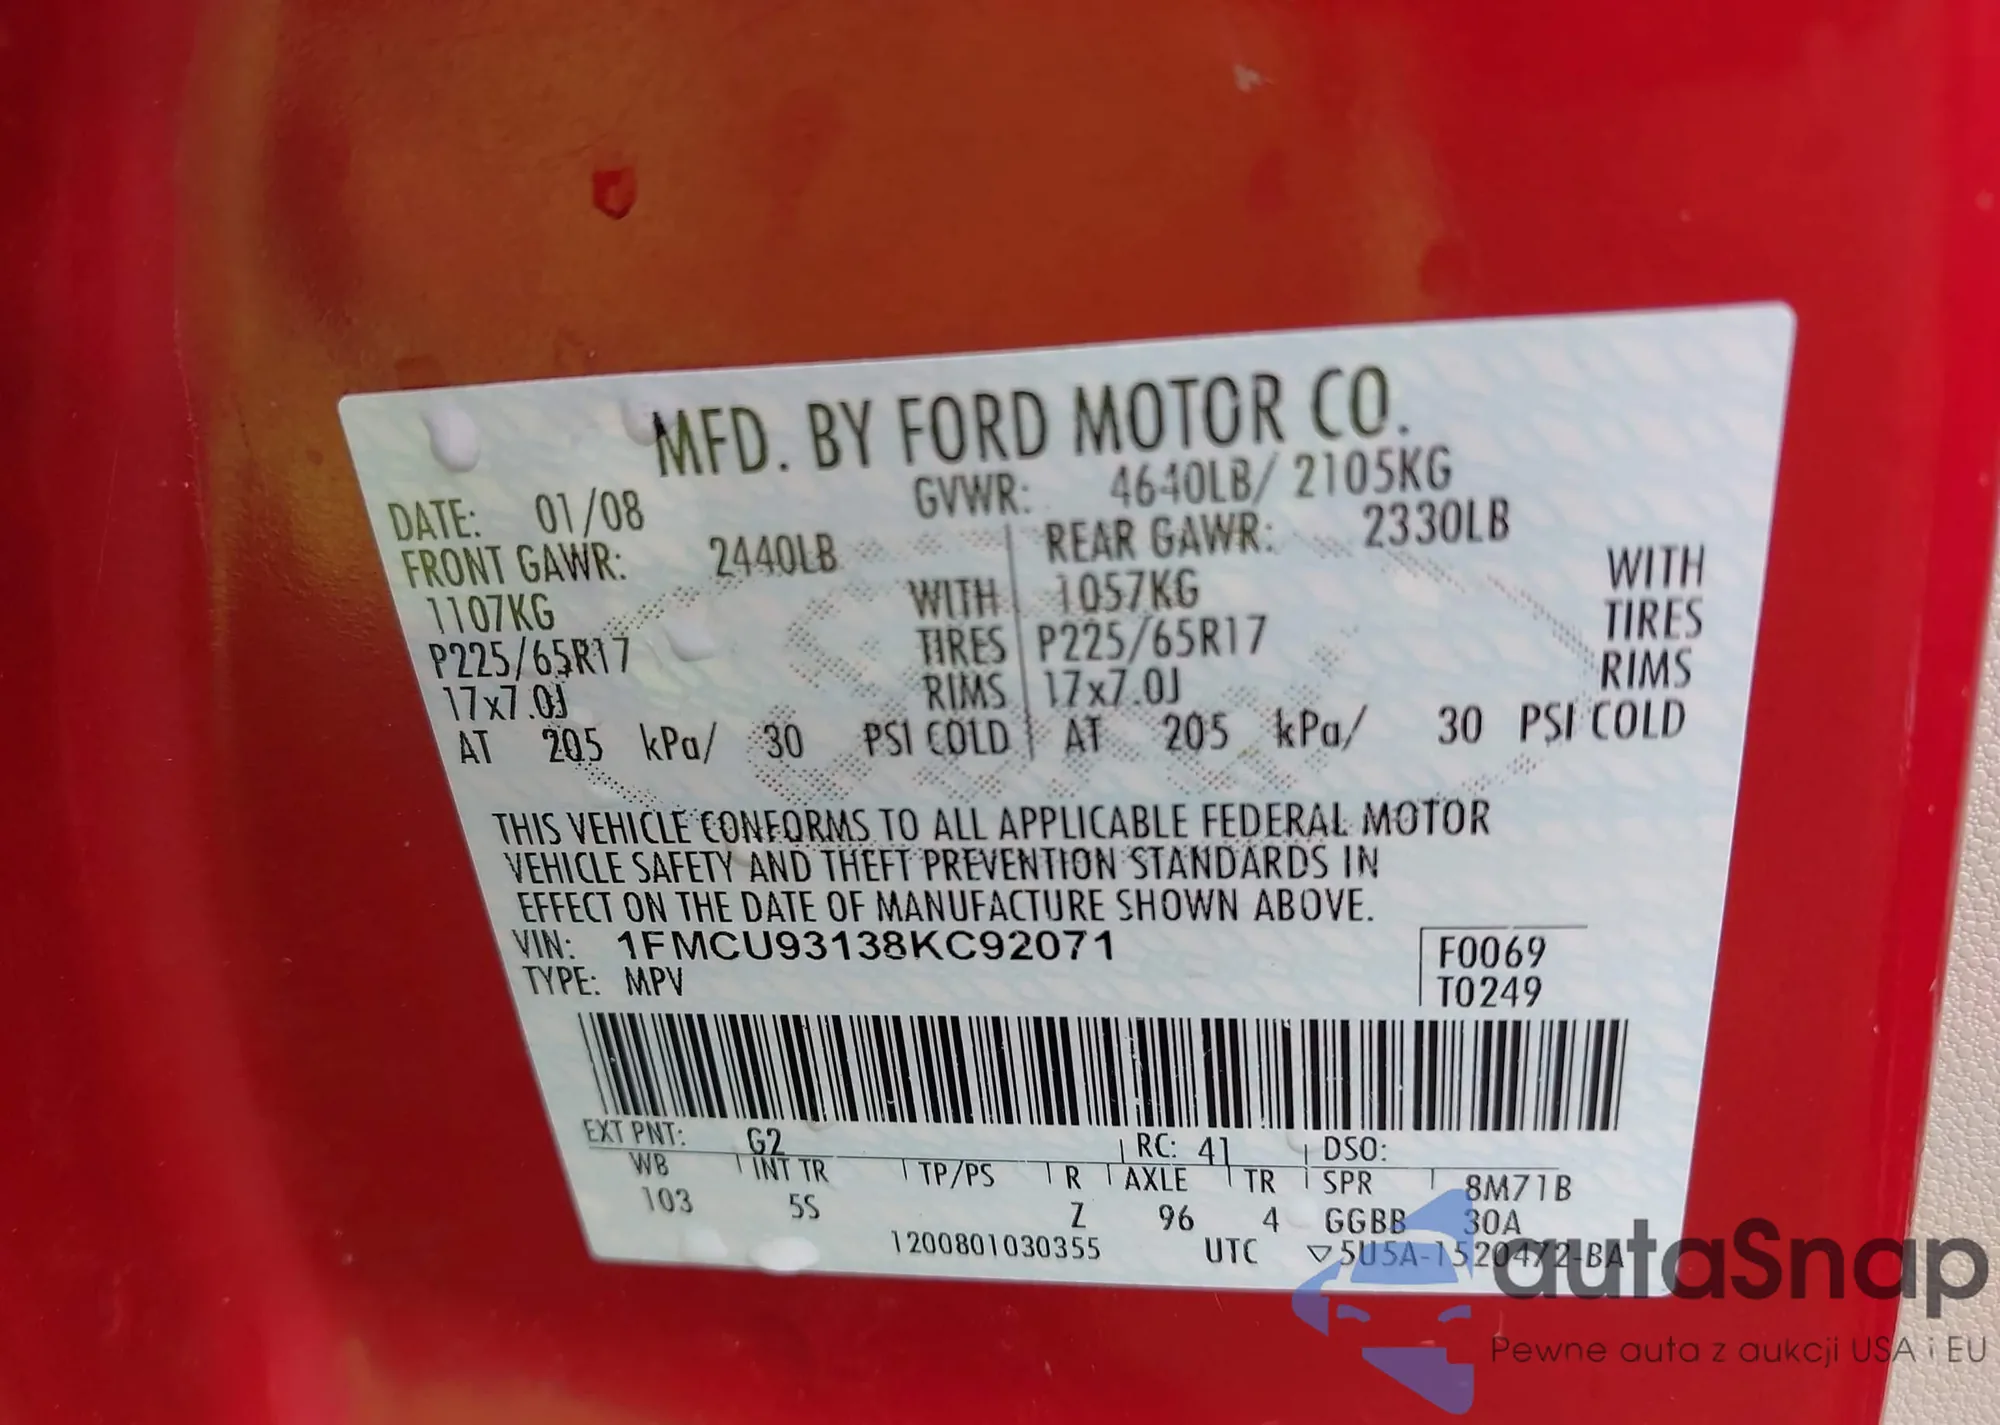 MFD. BY FORD MOTOR CO.
DATE: 01/08 GVWR: 4640LB/ 2105KG
FRONT GAWR: 2440LB REAR GAWR: 2330LB
1107KG WITH 1057KG WITH
P225/65R17 TIRES P225/65R17 TIRES
17x7.0J RIMS 17x7.0J RIMS
AT 205 kPa/ 30 PSI COLD AT 205 kPa/ 30 PSI COLD
THIS VEHICLE CONFORMS TO ALL APPLICABLE FEDERAL MOTOR
VEHICLE SAFETY AND THEFT PREVENTION STANDARDS IN
EFFECT ON THE DATE OF MANUFACTURE SHOWN ABOVE.
VIN: 1FMCU93138KC92071 F0069
TYPE: MPV T0249
EXT PNT: G2 RC: 41 DSO:
WB INT TR TP/PS R AXLE TR SPR 8M71B
103 5S Z 96 4 GGBB 30A
1200801030355 UTC ▽5U5A-1520472-BA
autaSnap
Pewne auta z aukcji USA i EU